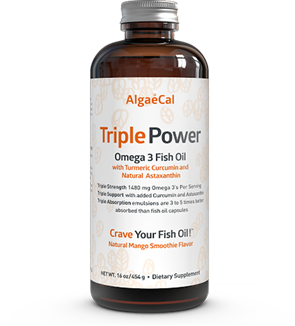 AlgaeCal
Triple Power
Omega 3 Fish Oil
with Turmeric Curcumin and
Natural Astaxanthin
Triple Strength 1480 mg Omega 3's Per Serving
Triple Support with added Curcumin and Astaxanthin
Triple Absorption emulsions are 3 to 5 times better
absorbed than fish oil capsules
Crave Your Fish Oil!™
Natural Mango Smoothie Flavor
NET WT. 16 oz/454 g • Dietary Supplement